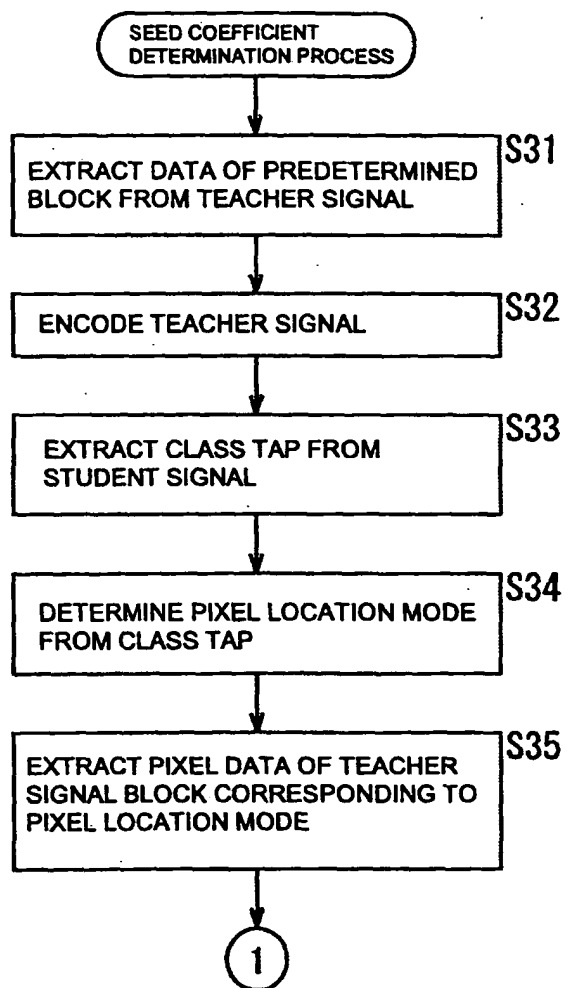 SEED COEFFICIENT
DETERMINATION PROCESS
S31
EXTRACT DATA OF PREDETERMINED
BLOCK FROM TEACHER SIGNAL
S32
ENCODE TEACHER SIGNAL
S33
EXTRACT CLASS TAP FROM
STUDENT SIGNAL
S34
DETERMINE PIXEL LOCATION MODE
FROM CLASS TAP
S35
EXTRACT PIXEL DATA OF TEACHER
SIGNAL BLOCK CORRESPONDING TO
PIXEL LOCATION MODE
1